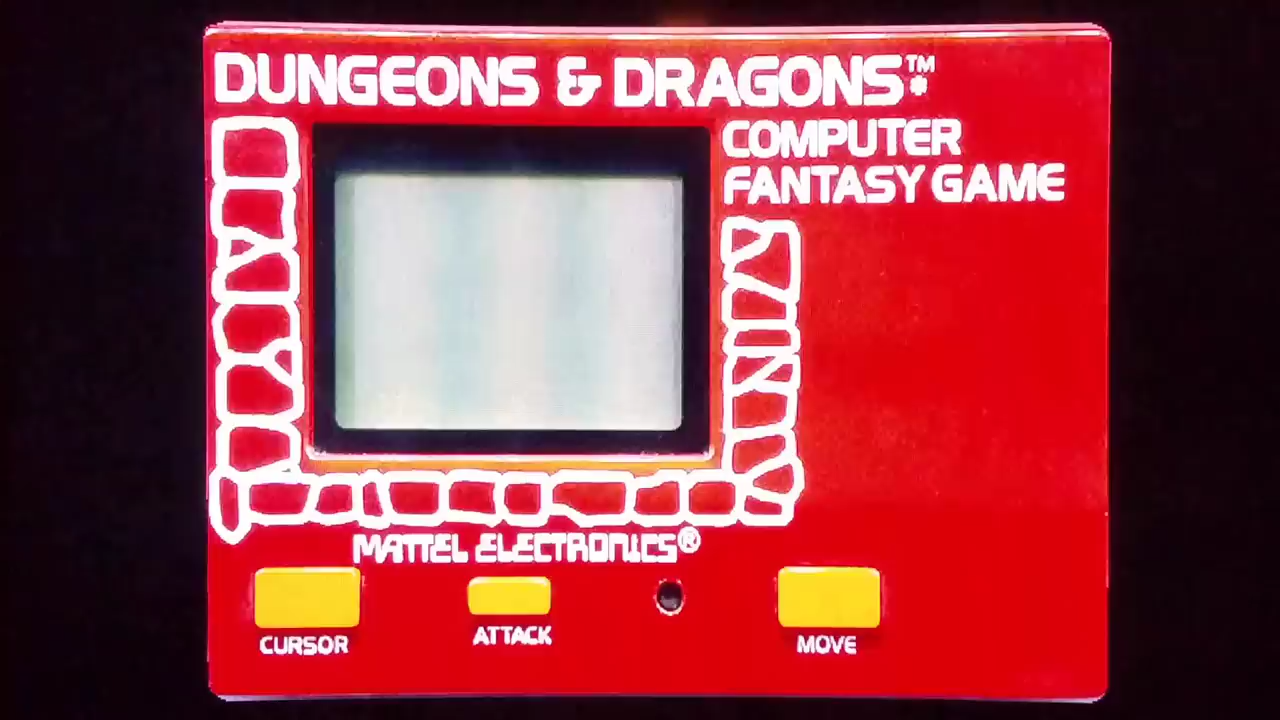 DUNGEONS & DRAGONS™*
COMPUTER
FANTASY GAME
MATTEL ELECTRONICS®
CURSOR
ATTACK
MOVE